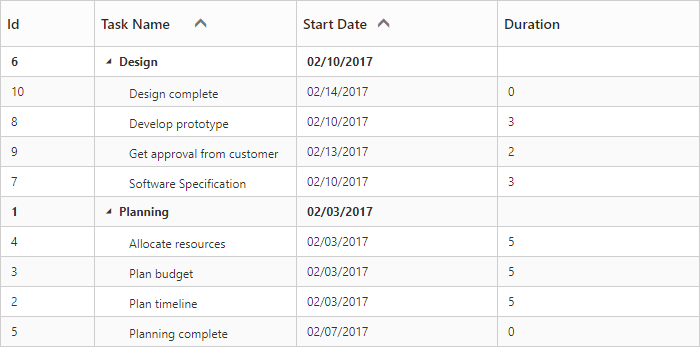 Id Task Name Start Date Duration
6 Design 02/10/2017
10 Design complete 02/14/2017 0
8 Develop prototype 02/10/2017 3
9 Get approval from customer 02/13/2017 2
7 Software Specification 02/10/2017 3
1 Planning 02/03/2017
4 Allocate resources 02/03/2017 5
3 Plan budget 02/03/2017 5
2 Plan timeline 02/03/2017 5
5 Planning complete 02/07/2017 0